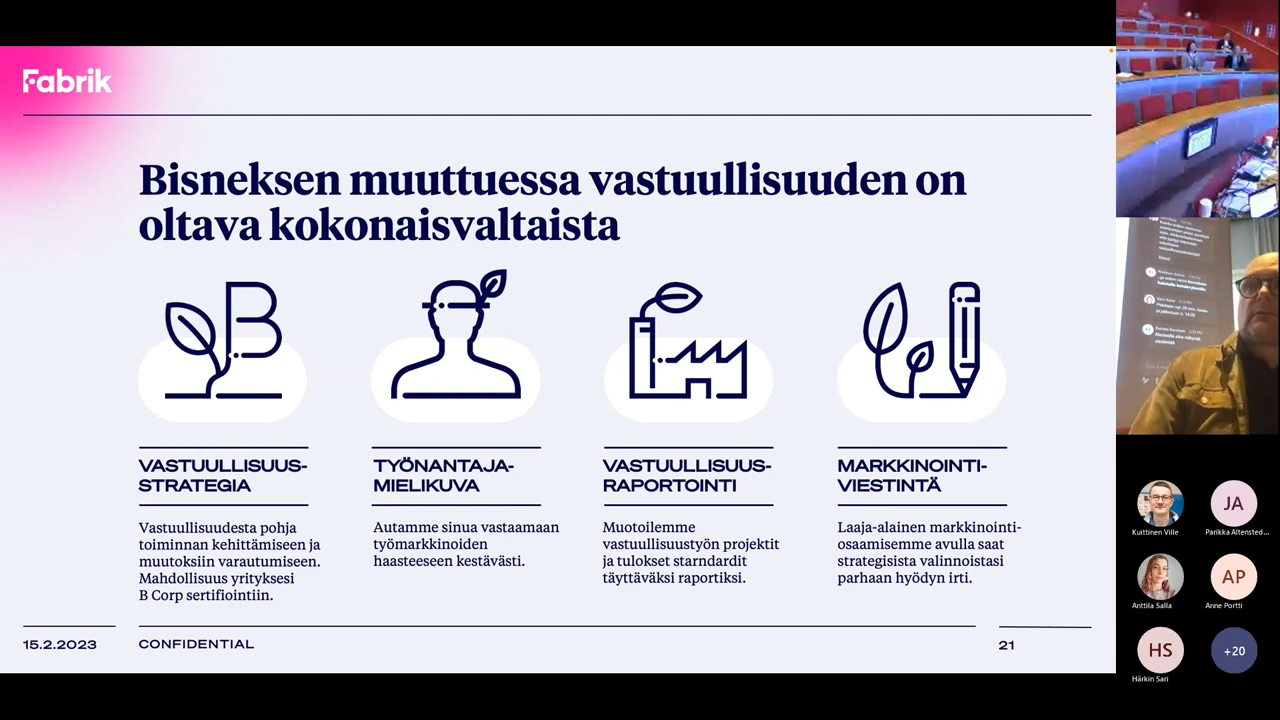 Fabrik
Bisneksen muuttuessa vastuullisuuden on
oltava kokonaisvaltaista
VASTUULLISUUS-
STRATEGIA
Vastuullisuudesta pohja
toiminnan kehittämiseen ja
muutoksiin varautumiseen.
Mahdollisuus yrityksesi
B Corp sertifiointiin.
TYÖNANTAJA-
MIELIKUVA
Autamme sinua vastaamaan
työmarkkinoiden
haasteeseen kestävästi.
VASTUULLISUUS-
RAPORTOINTI
Muotoilemme
vastuullisuustyön projektit
ja tulokset starndardit
täyttäväksi raportiksi.
MARKKINOINTI-
VIESTINTÄ
Laaja-alainen markkinointi-
osaamisemme avulla saat
strategisista valinnoistasi
parhaan hyödyn irti.
15.2.2023
CONFIDENTIAL
21
Kuittinen Ville
JA
Parikka Altensted...
Anttila Salla
AP
Anne Portti
HS
Härkin Sari
+20